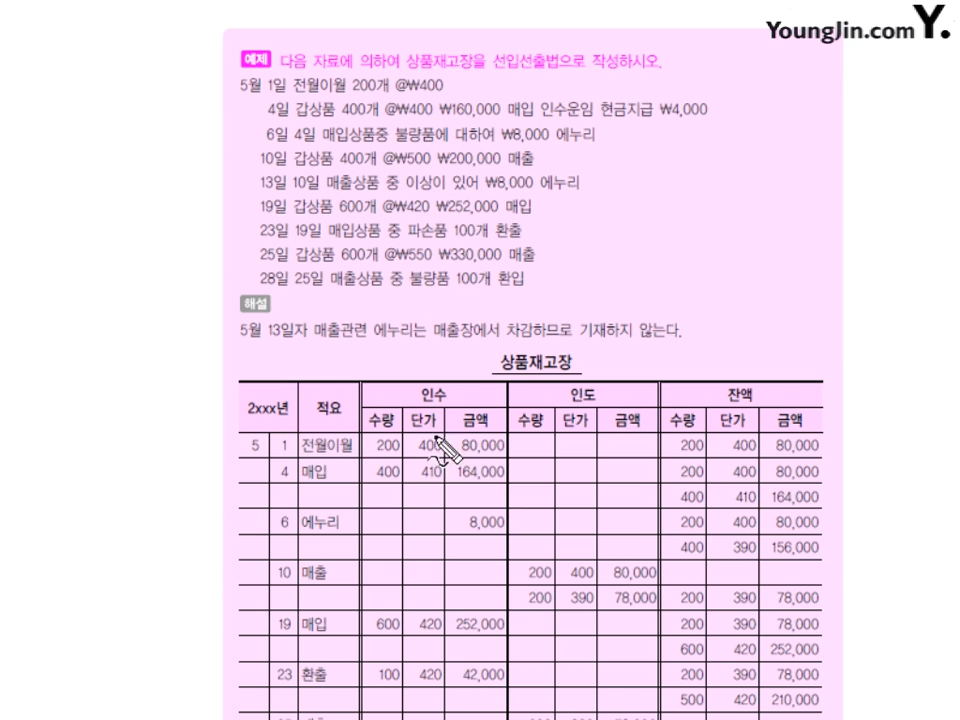 YoungJin.com Y.
예제 다음 자료에 의하여 상품재고장을 선입선출법으로 작성하시오.
5월 1일 전월이월 200개 @₩400
4일 갑상품 400개 @₩400 ₩160,000 매입 인수운임 현금지급 ₩4,000
6일 4일 매입상품중 불량품에 대하여 ₩8,000 에누리
10일 갑상품 400개 @₩500 ₩200,000 매출
13일 10일 매출상품 중 이상이 있어 ₩8,000 에누리
19일 갑상품 600개 @₩420 ₩252,000 매입
23일 19일 매입상품 중 파손품 100개 환출
25일 갑상품 600개 @₩550 ₩330,000 매출
28일 25일 매출상품 중 불량품 100개 환입
해설
5월 13일자 매출관련 에누리는 매출장에서 차감하므로 기재하지 않는다.
상품재고장
2xxx년 적요 인수 인도 잔액
수량 단가 금액 수량 단가 금액 수량 단가 금액
5 1 전월이월 200 400 80,000 200 400 80,000
4 매입 400 410 164,000 200 400 80,000
400 410 164,000
6 에누리 8,000 200 400 80,000
400 390 156,000
10 매출 200 400 80,000
200 390 78,000 200 390 78,000
19 매입 600 420 252,000 200 390 78,000
600 420 252,000
23 환출 100 420 42,000 200 390 78,000
500 420 210,000